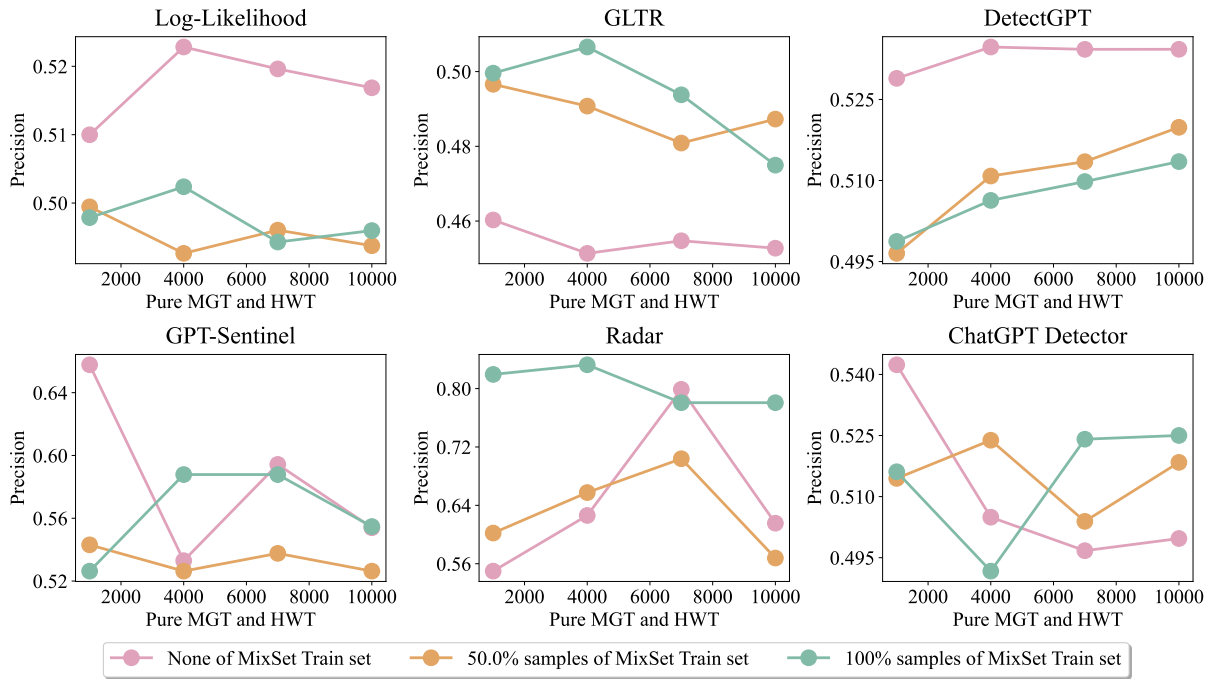 Log-Likelihood
GLTR
DetectGPT
Precision
0.52
0.51
0.50
2000 4000 6000 8000 10000
Pure MGT and HWT
Precision
0.50
0.48
0.46
2000 4000 6000 8000 10000
Pure MGT and HWT
Precision
0.525
0.510
0.495
2000 4000 6000 8000 10000
Pure MGT and HWT
GPT-Sentinel
Radar
ChatGPT Detector
Precision
0.64
0.60
0.56
0.52
2000 4000 6000 8000 10000
Pure MGT and HWT
Precision
0.80
0.72
0.64
0.56
2000 4000 6000 8000 10000
Pure MGT and HWT
Precision
0.540
0.525
0.510
0.495
2000 4000 6000 8000 10000
Pure MGT and HWT
None of MixSet Train set
50.0% samples of MixSet Train set
100% samples of MixSet Train set